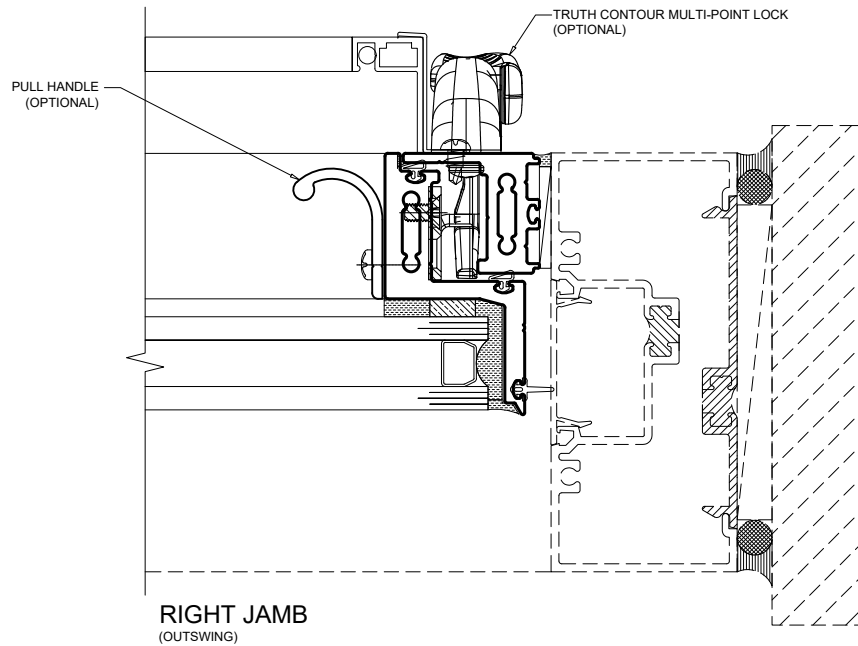 TRUTH CONTOUR MULTI-POINT LOCK
(OPTIONAL)
PULL HANDLE
(OPTIONAL)
RIGHT JAMB
(OUTSWING)